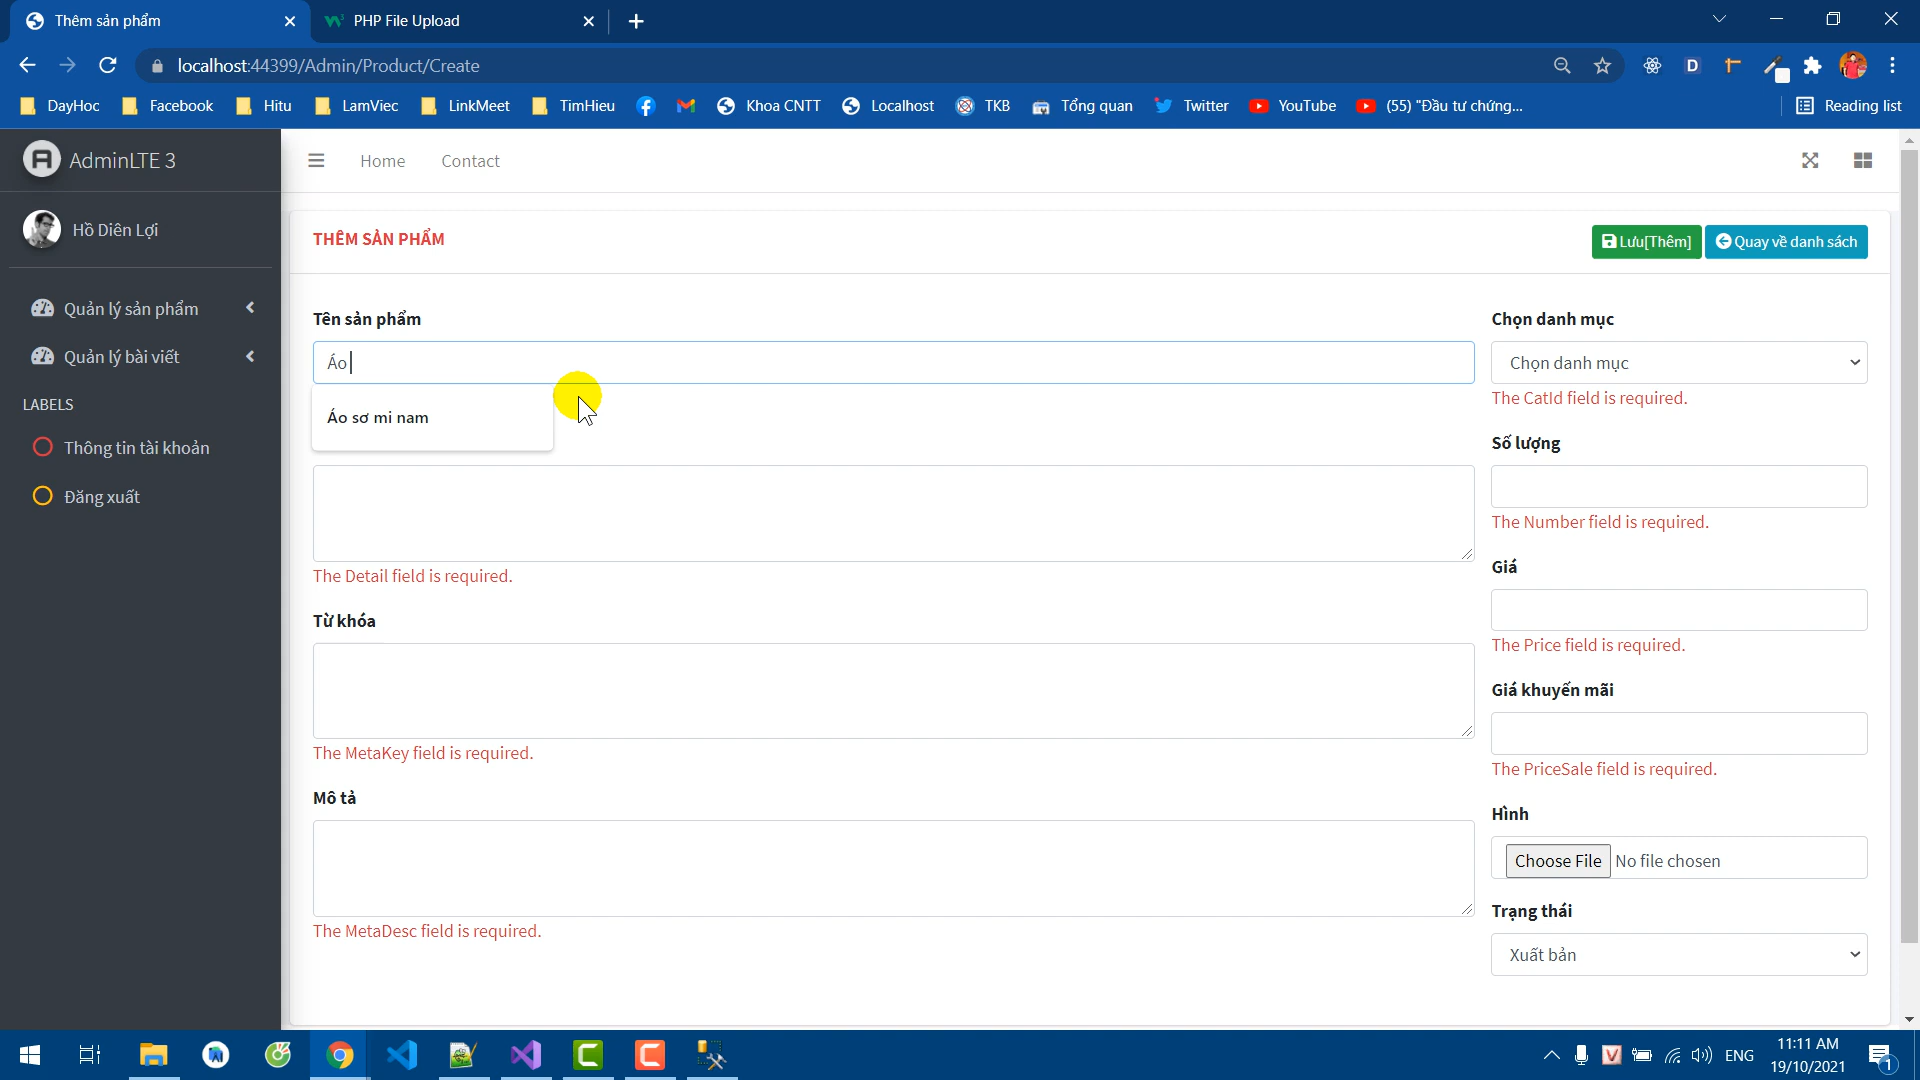 Thêm sản phẩm
PHP File Upload
localhost:44399/Admin/Product/Create
DayHoc
Facebook
Hitu
LamViec
LinkMeet
TimHieu
Khoa CNTT
Localhost
TKB
Tổng quan
Twitter
YouTube
(55) "Đầu tư chứng...
Reading list
AdminLTE 3
Home
Contact
Hồ Diên Lợi
THÊM SẢN PHẨM
Lưu[Thêm]
Quay về danh sách
Quản lý sản phẩm
Quản lý bài viết
LABELS
Thông tin tài khoản
Đăng xuất
Tên sản phẩm
Áo
Áo sơ mi nam
The Detail field is required.
Từ khóa
The MetaKey field is required.
Mô tả
The MetaDesc field is required.
Chọn danh mục
Chọn danh mục
The CatId field is required.
Số lượng
The Number field is required.
Giá
The Price field is required.
Giá khuyến mãi
The PriceSale field is required.
Hình
Choose File No file chosen
Trạng thái
Xuất bản
ENG
11:11 AM
19/10/2021
1